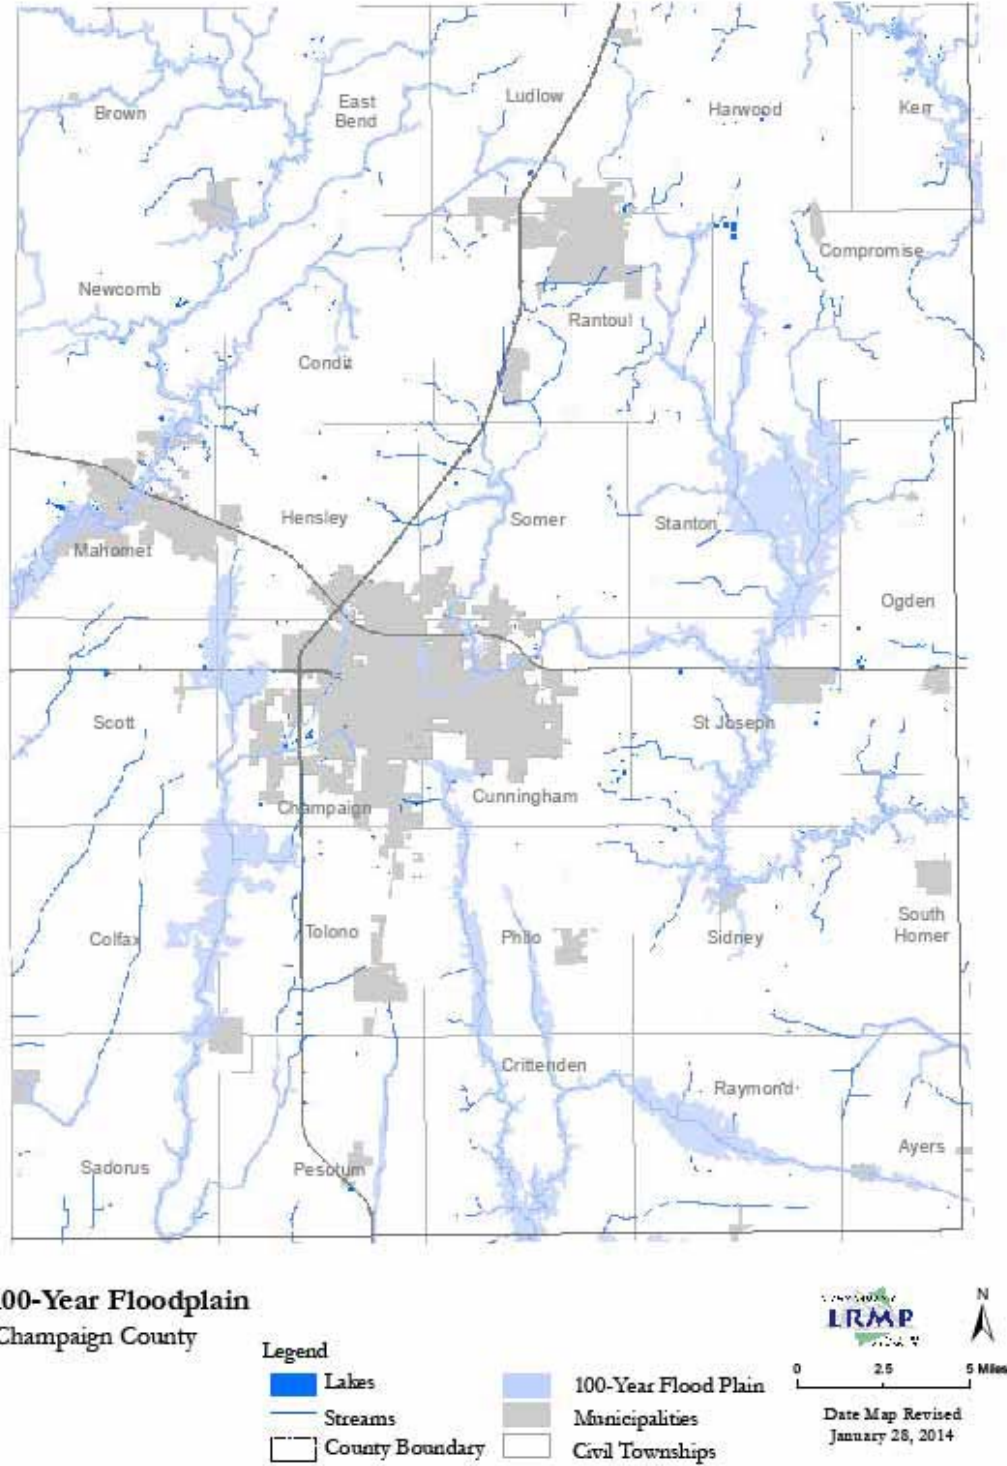 Ludlow
East
Bend
Brown
Harwood
Kerr
Compromise
Newcomb
Rantoul
Condit
Hensley
Somer
Stanton
Mahomet
Ogden
Scott
St Joseph
Champaign
Cunningham
Colfax
Tolono
Philo
Sidney
South
Homer
Crittenden
Raymond
Sadorus
Pesotum
Ayers
00-Year Floodplain
Champaign County
Legend
Lakes
Streams
County Boundary
100-Year Flood Plain
Municipalities
Civil Townships
LRMP
N
0 2.5 5 Miles
Date Map Revised
January 28, 2014